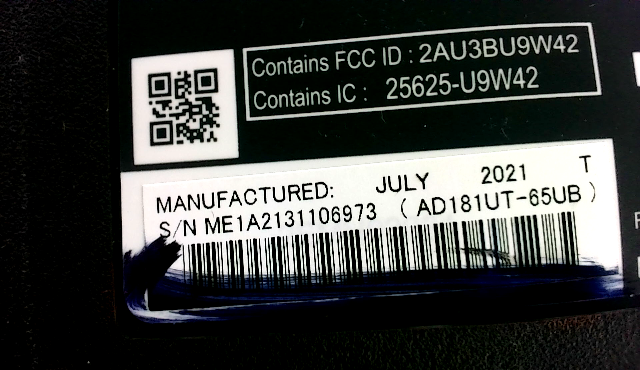 Contains FCC ID : 2AU3BU9W42
Contains IC : 25625-U9W42
MANUFACTURED: JULY 2021 T
S/N ME1A2131106973 ( AD181UT-65UB )